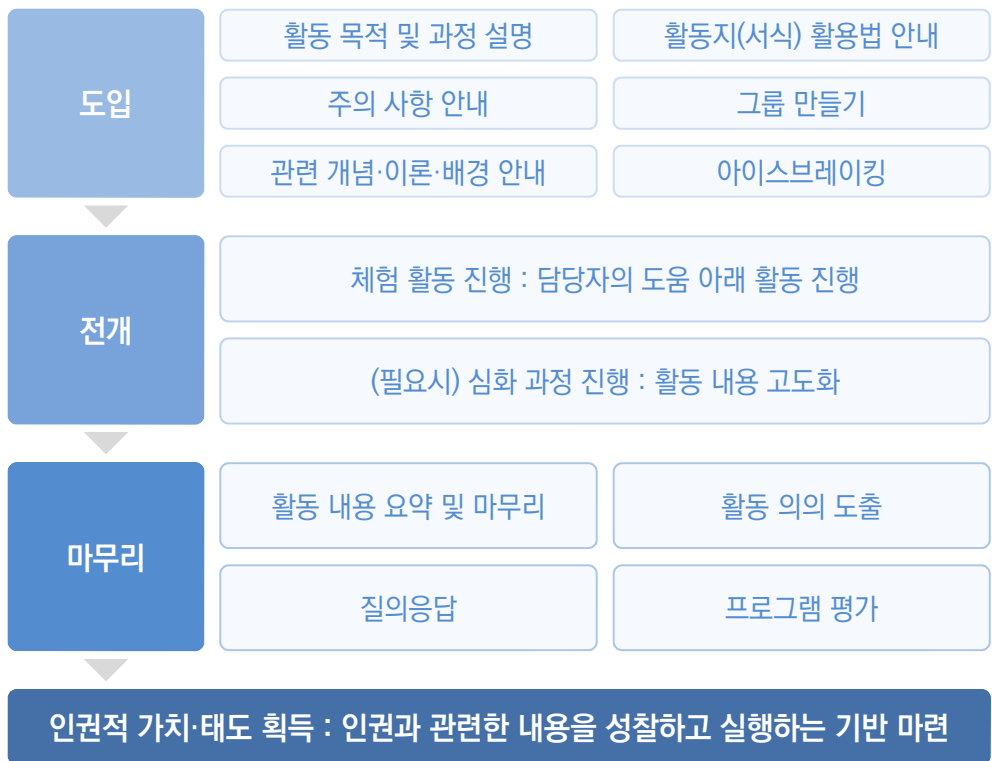 도입
활동 목적 및 과정 설명
활동지(서식) 활용법 안내
주의 사항 안내
그룹 만들기
관련 개념·이론·배경 안내
아이스브레이킹
전개
체험 활동 진행 : 담당자의 도움 아래 활동 진행
(필요시) 심화 과정 진행 : 활동 내용 고도화
마무리
활동 내용 요약 및 마무리
활동 의의 도출
질의응답
프로그램 평가
인권적 가치·태도 획득 : 인권과 관련한 내용을 성찰하고 실행하는 기반 마련